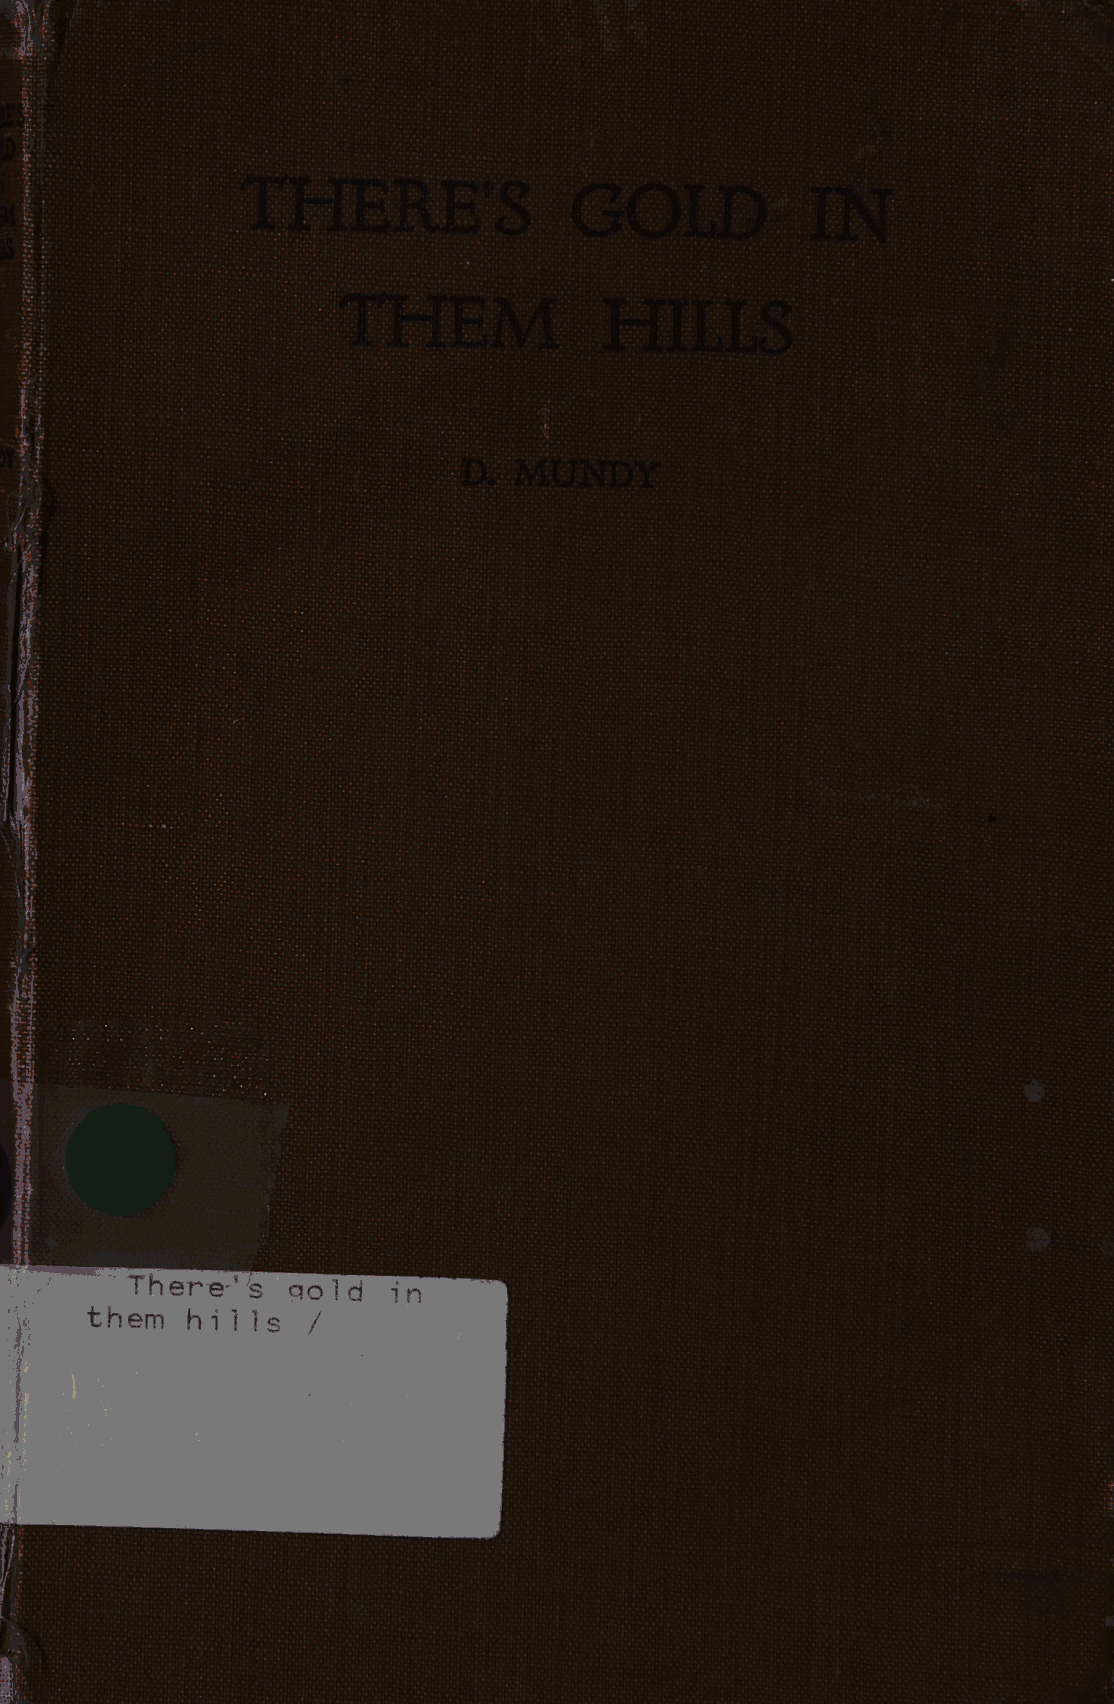 THERE'S GOLD IN
THEM HILLS
D. MUNDY
There's gold in
them hills /